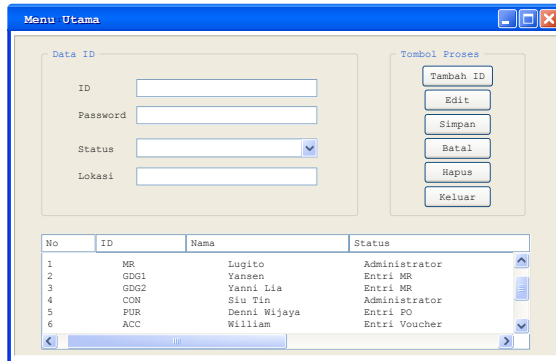 Menu Utama
Data ID
Tombol Proses
ID
Password
Status
Lokasi
Tambah ID
Edit
Simpan
Batal
Hapus
Keluar
No ID Nama Status
1 MR Lugito Administrator
2 GDG1 Yansen Entri MR
3 GDG2 Yanni Lia Entri MR
4 CON Siu Tin Administrator
5 PUR Denni Wijaya Entri PO
6 ACC William Entri Voucher